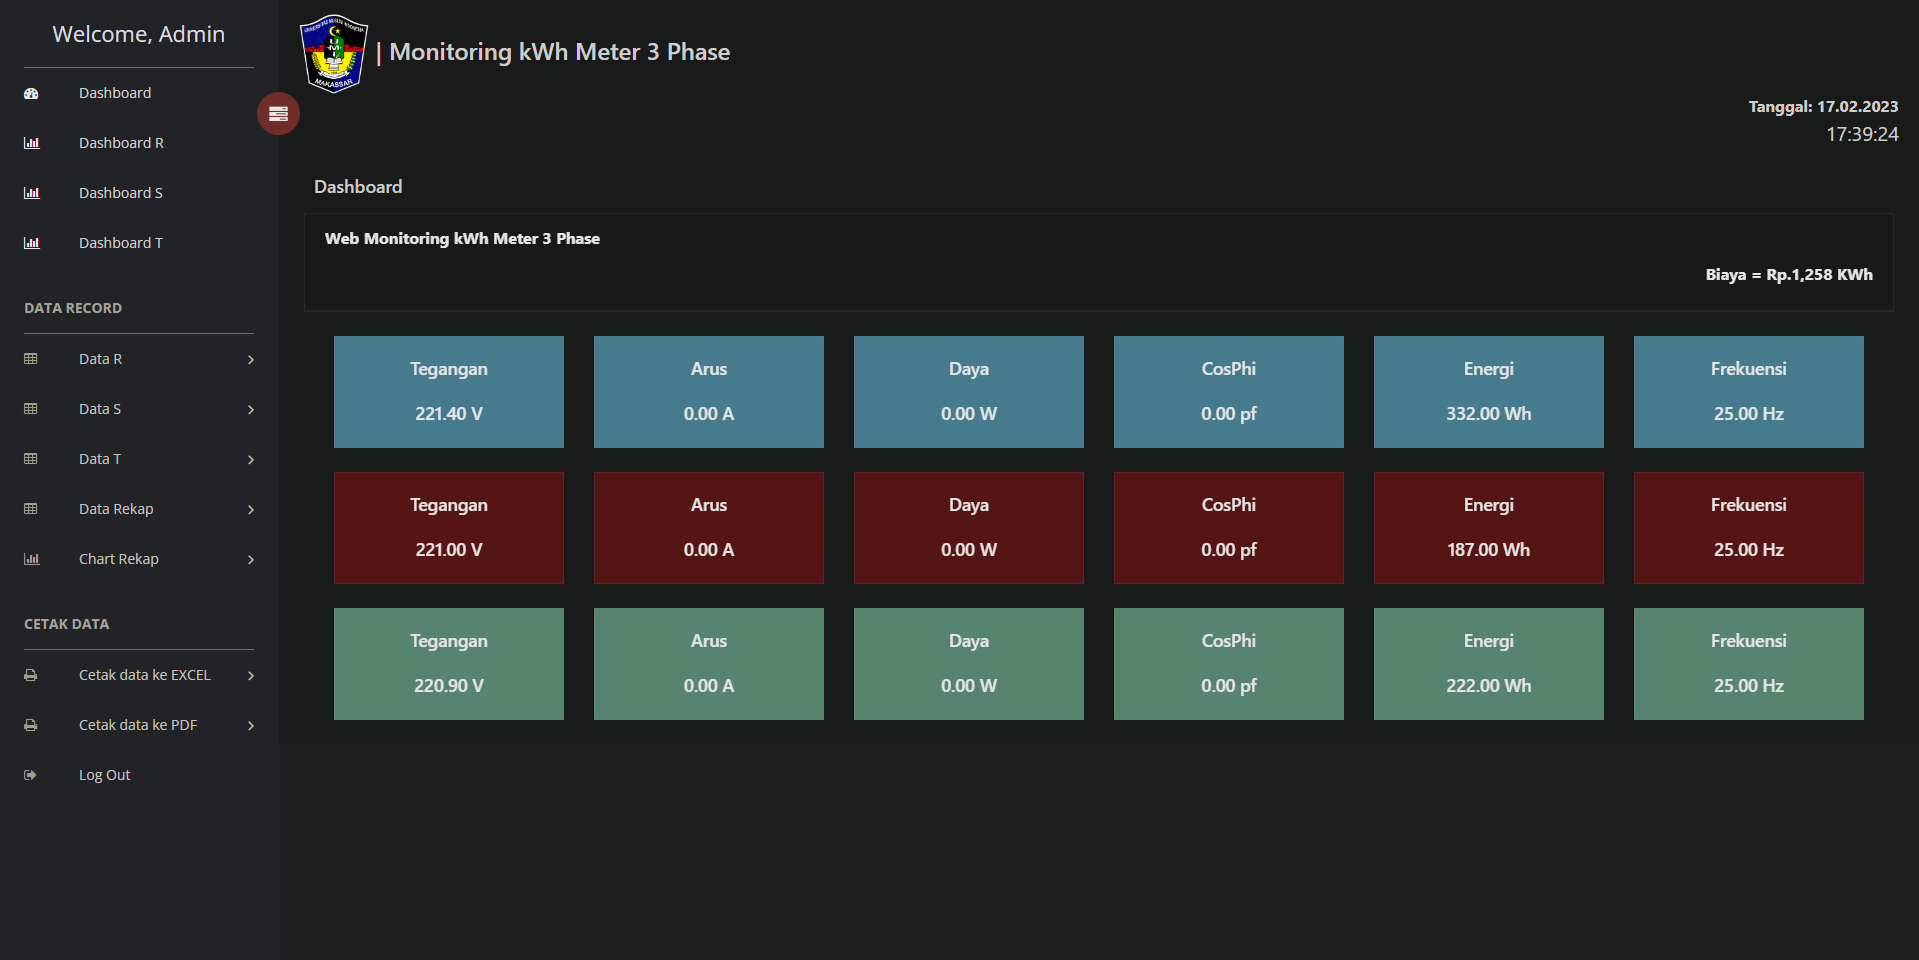 Welcome, Admin
Dashboard
Dashboard R
Dashboard S
Dashboard T
DATA RECORD
Data R
Data S
Data T
Data Rekap
Chart Rekap
CETAK DATA
Cetak data ke EXCEL
Cetak data ke PDF
Log Out
MAKASSAR
| Monitoring kWh Meter 3 Phase
Tanggal: 17.02.2023
17:39:24
Dashboard
Web Monitoring kWh Meter 3 Phase
Biaya = Rp.1,258 KWh
Tegangan Arus Daya CosPhi Energi Frekuensi
221.40 V 0.00 A 0.00 W 0.00 pf 332.00 Wh 25.00 Hz
Tegangan Arus Daya CosPhi Energi Frekuensi
221.00 V 0.00 A 0.00 W 0.00 pf 187.00 Wh 25.00 Hz
Tegangan Arus Daya CosPhi Energi Frekuensi
220.90 V 0.00 A 0.00 W 0.00 pf 222.00 Wh 25.00 Hz